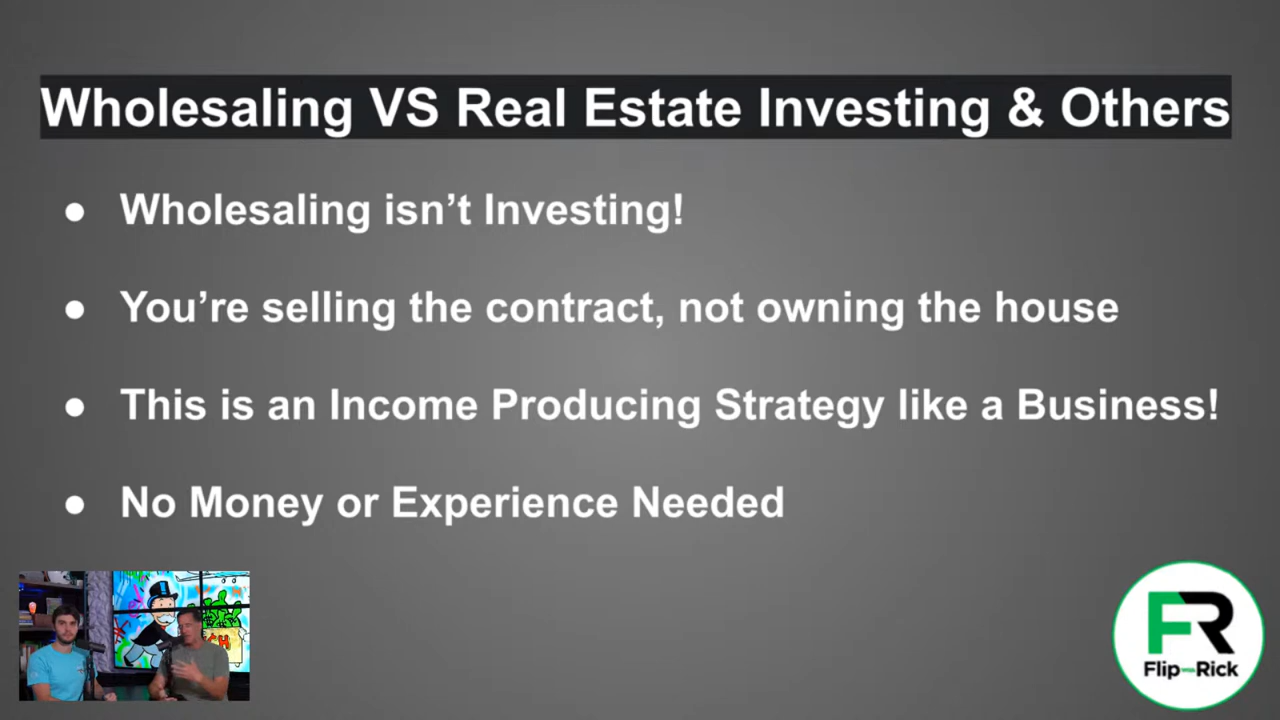 Wholesaling VS Real Estate Investing & Others
● Wholesaling isn’t Investing!
● You’re selling the contract, not owning the house
● This is an Income Producing Strategy like a Business!
● No Money or Experience Needed
FR
Flip Rick